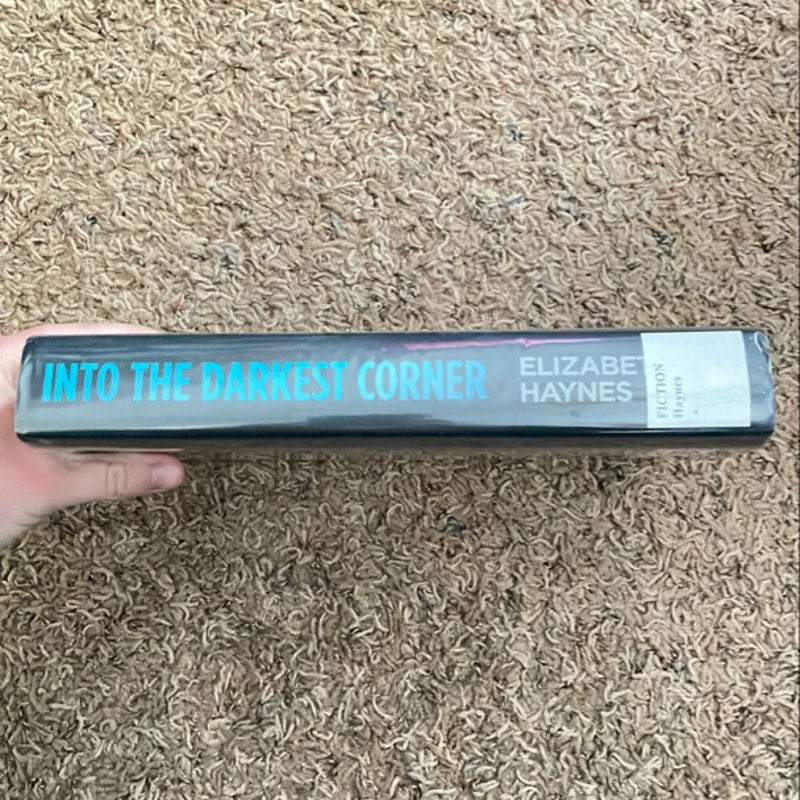 INTO THE DARKEST CORNER
ELIZABET
HAYNES
FICTION
Haynes